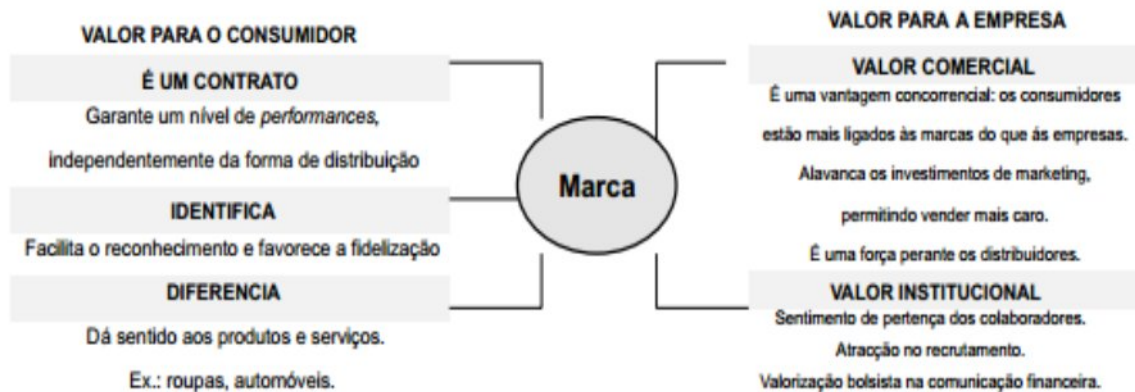 VALOR PARA O CONSUMIDOR
É UM CONTRATO
Garante um nível de performances,
independentemente da forma de distribuição
IDENTIFICA
Facilita o reconhecimento e favorece a fidelização
DIFERENCIA
Dá sentido aos produtos e serviços.
Ex.: roupas, automóveis.
Marca
VALOR PARA A EMPRESA
VALOR COMERCIAL
É uma vantagem concorrencial: os consumidores
estão mais ligados às marcas do que ás empresas.
Alavanca os investimentos de marketing,
permitindo vender mais caro.
É uma força perante os distribuidores.
VALOR INSTITUCIONAL
Sentimento de pertença dos colaboradores.
Atracção no recrutamento.
Valorização bolsista na comunicação financeira.